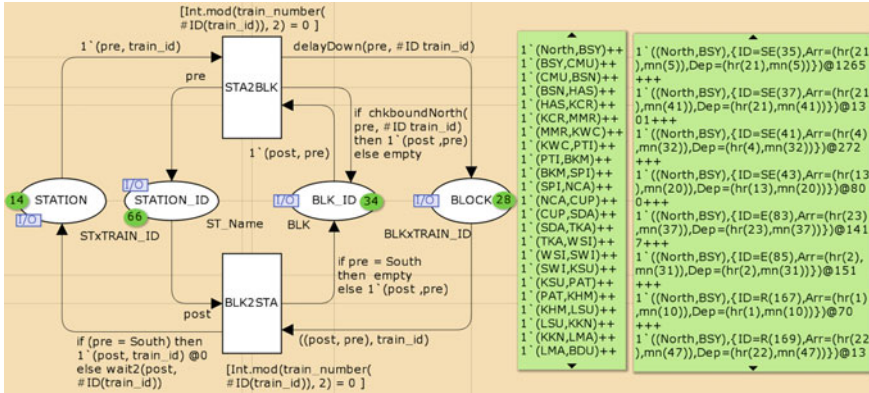 [Int.mod(train_number(
#ID(train_id)), 2) = 0 ]
1`(pre, train_id)
delayDown(pre, #ID train_id)
pre
STA2BLK
if chkboundNorth(
pre, #ID train_id)
then 1`(post ,pre)
else empty
1`(post, pre)
I/O
I/O
14
STATION
I/O
STATION_ID
I/O
BLK_ID
34
I/O
BLOCK
28
66
STxTRAIN_ID
ST_Name
BLK
BLKxTRAIN_ID
if pre = South
then empty
else 1`(post ,pre)
BLK2STA
post
if (pre = South) then
1`(post, train_id) @0
else wait2(post,
#ID(train_id))
((post, pre), train_id)
[Int.mod(train_number(
#ID(train_id)), 2) = 0 ]
1`(North,BSY)++
1`(BSY,CMU)++
1`(CMU,BSN)++
1`(BSN,HAS)++
1`(HAS,KCR)++
1`(KCR,MMR)++
1`(MMR,KWC)++
1`(KWC,PTI)++
1`(PTI,BKM)++
1`(BKM,SPI)++
1`(SPI,NCA)++
1`(NCA,CUP)++
1`(CUP,SDA)++
1`(SDA,TKA)++
1`(TKA,WSI)++
1`(WSI,SWI)++
1`(SWI,KSU)++
1`(KSU,PAT)++
1`(PAT,KHM)++
1`(KHM,LSU)++
1`(LSU,KKN)++
1`(KKN,LMA)++
1`(LMA,BDU)++
1`((North,BSY),{ID=SE(35),Arr=(hr(21
),mn(5)),Dep=(hr(21),mn(5))})@1265
+++
1`((North,BSY),{ID=SE(37),Arr=(hr(21
),mn(41)),Dep=(hr(21),mn(41))})@13
01+++
1`((North,BSY),{ID=SE(41),Arr=(hr(4)
,mn(32)),Dep=(hr(4),mn(32))})@272
+++
1`((North,BSY),{ID=SE(43),Arr=(hr(13
),mn(20)),Dep=(hr(13),mn(20))})@80
0+++
1`((North,BSY),{ID=E(83),Arr=(hr(23)
,mn(37)),Dep=(hr(23),mn(37))})@141
7+++
1`((North,BSY),{ID=E(85),Arr=(hr(2),
mn(31)),Dep=(hr(2),mn(31))})@151
+++
1`((North,BSY),{ID=R(167),Arr=(hr(1)
,mn(10)),Dep=(hr(1),mn(10))})@70
+++
1`((North,BSY),{ID=R(169),Arr=(hr(22
),mn(47)),Dep=(hr(22),mn(47))})@13